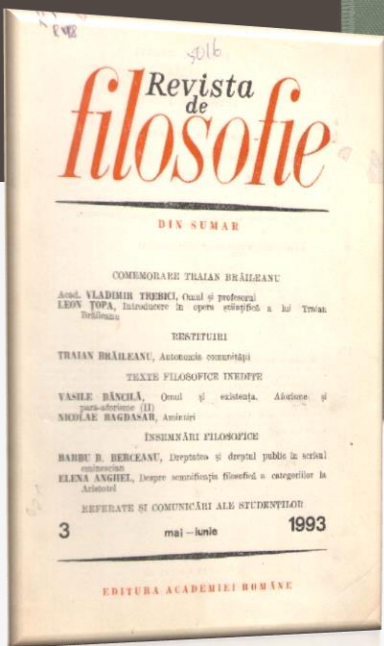 8016
Revista
de
filosofie
DIN SUMAR
COMEMORARE TRAIAN BRĂILEANU
Acad. VLADIMIR TREBICI, Omul și profesorul
LEON ȚOPA, Introducere în opera științifică a lui Traian
Brăileanu
RESTITUIRI
TRAIAN BRĂILEANU, Autonomia comunității
TEXTE FILOSOFICE INEDITE
VASILE BĂNCILĂ, Omul și existența. Aforisme și
para-aforisme (II)
NICOLAE BAGDASAR, Amintiri
ÎNSEMNĂRI FILOSOFICE
BARBU B. BERCEANU, Dreptatea și dreptul public în scrisul
eminescian
ELENA ANGHEL, Despre semnificația filosofică a categoriilor la
Aristotel
REFERATE ȘI COMUNICĂRI ALE STUDENȚILOR
3 mai – iunie 1993
EDITURA ACADEMIEI ROMÂNE